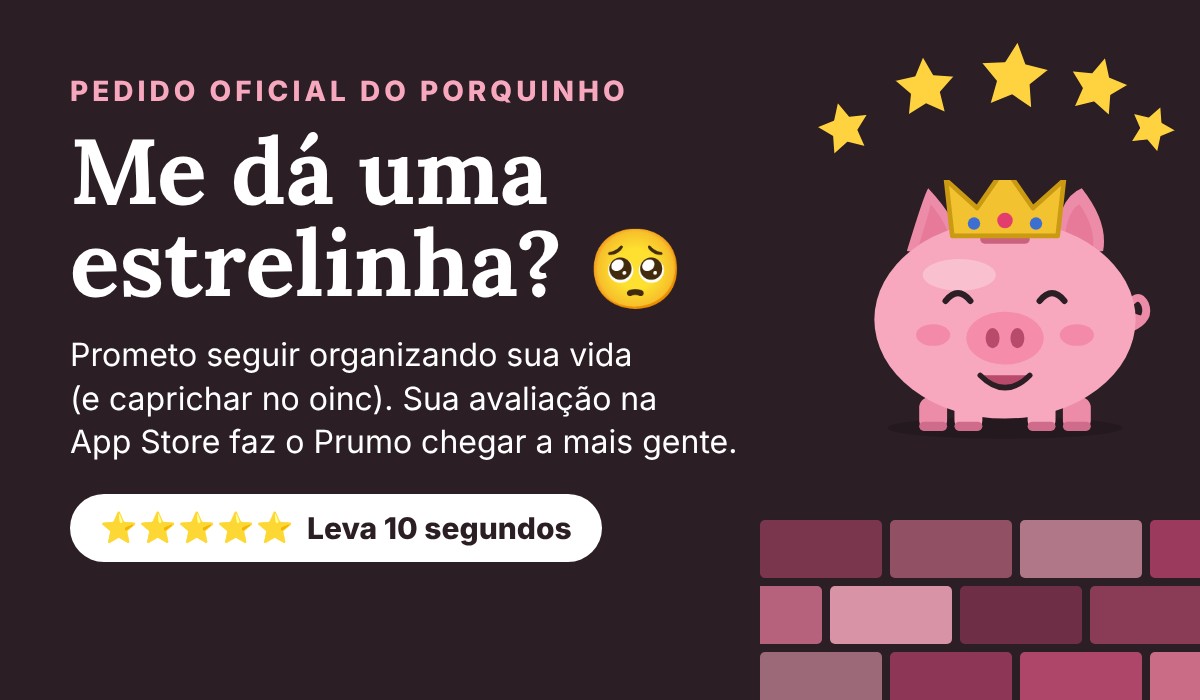 PEDIDO OFICIAL DO PORQUINHO
Me dá uma
estrelinha? 🥺
Prometo seguir organizando sua vida
(e caprichar no oinc). Sua avaliação na
App Store faz o Prumo chegar a mais gente.
⭐⭐⭐⭐⭐ Leva 10 segundos